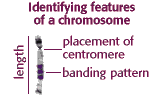 Identifying features
of a chromosome
length
placement of
centromere
banding pattern